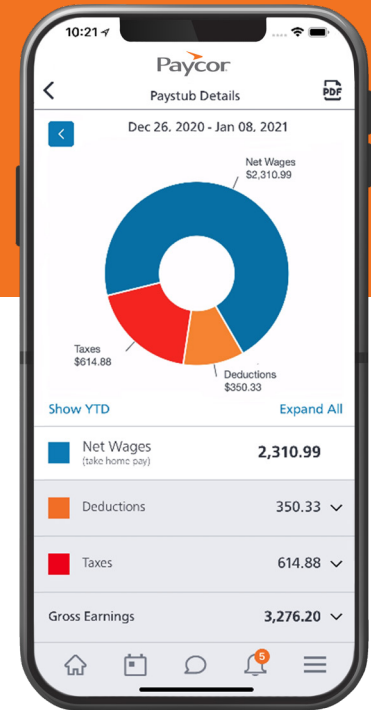 10:21
Paycor
Paystub Details
PDF
Dec 26, 2020 - Jan 08, 2021
Net Wages
$2,310.99
Taxes
$614.88
Deductions
$350.33
Show YTD
Expand All
Net Wages
(take home pay)
2,310.99
Deductions
350.33
Taxes
614.88
Gross Earnings
3,276.20
5